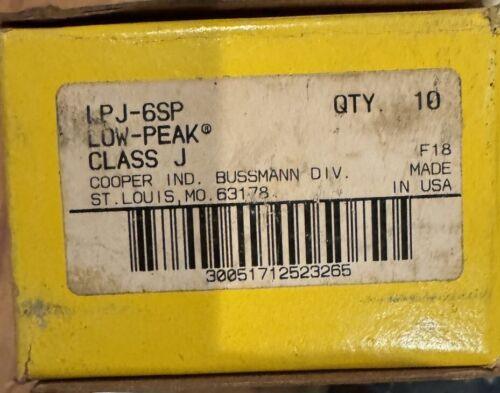 LPJ-6SP QTY. 10
LOW-PEAK®
CLASS J F18
COOPER IND. BUSSMANN DIV. MADE
ST.LOUIS,MO.63178 IN USA
30051712523265